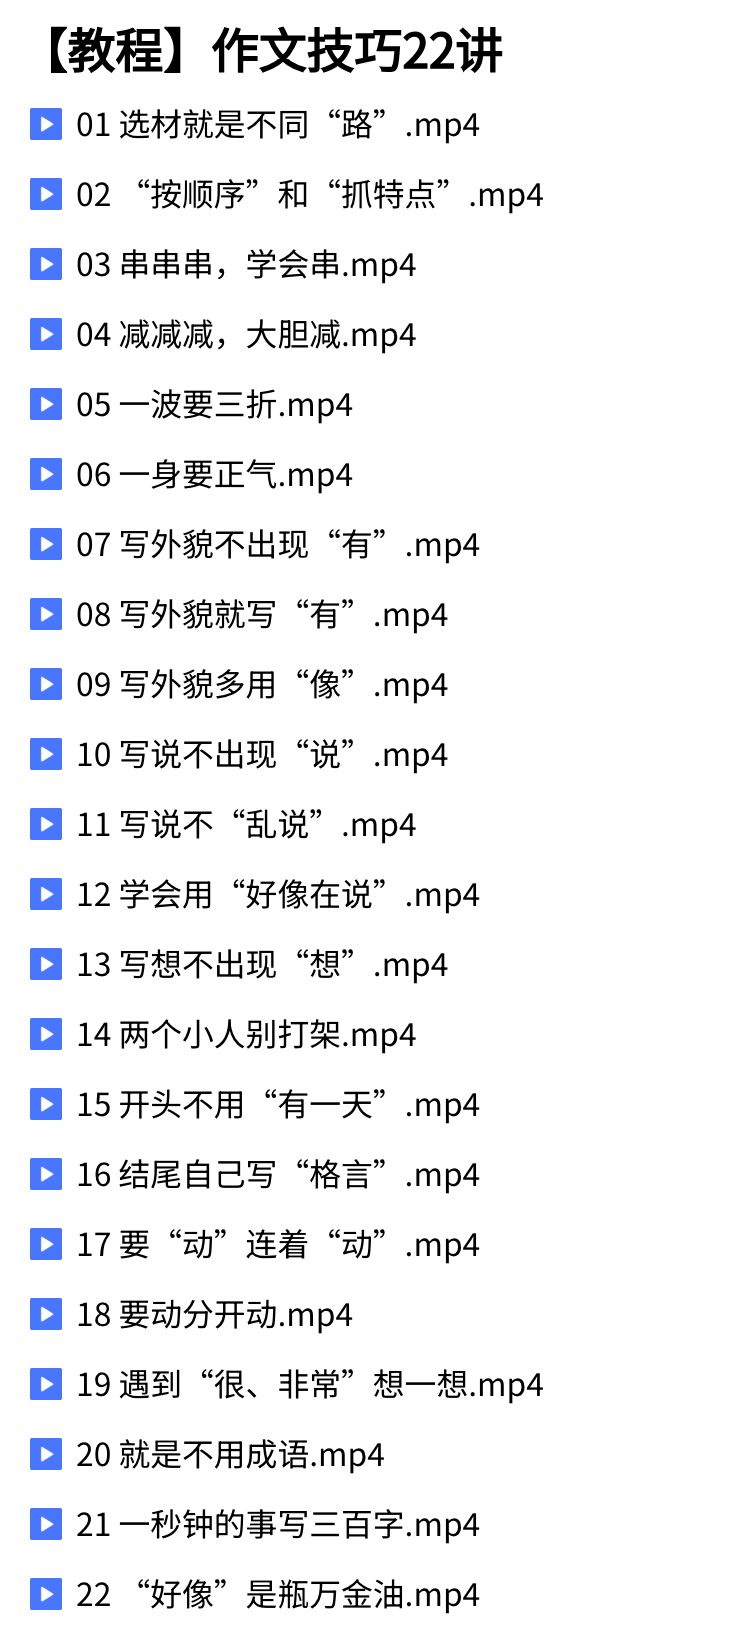 【教程】作文技巧22讲
01 选材就是不同“路”.mp4
02 “按顺序”和“抓特点”.mp4
03 串串串，学会串.mp4
04 减减减，大胆减.mp4
05 一波要三折.mp4
06 一身要正气.mp4
07 写外貌不出现“有”.mp4
08 写外貌就写“有”.mp4
09 写外貌多用“像”.mp4
10 写说不出现“说”.mp4
11 写说不“乱说”.mp4
12 学会用“好像在说”.mp4
13 写想不出现“想”.mp4
14 两个小人别打架.mp4
15 开头不用“有一天”.mp4
16 结尾自己写“格言”.mp4
17 要“动”连着“动”.mp4
18 要动分开动.mp4
19 遇到“很、非常”想一想.mp4
20 就是不用成语.mp4
21 一秒钟的事写三百字.mp4
22 “好像”是瓶万金油.mp4